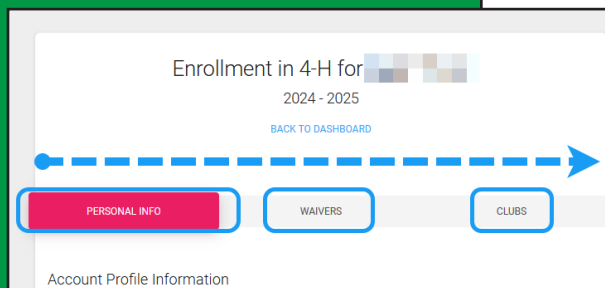 Enrollment in 4-H for
2024 - 2025
BACK TO DASHBOARD
PERSONAL INFO
WAIVERS
CLUBS
Account Profile Information